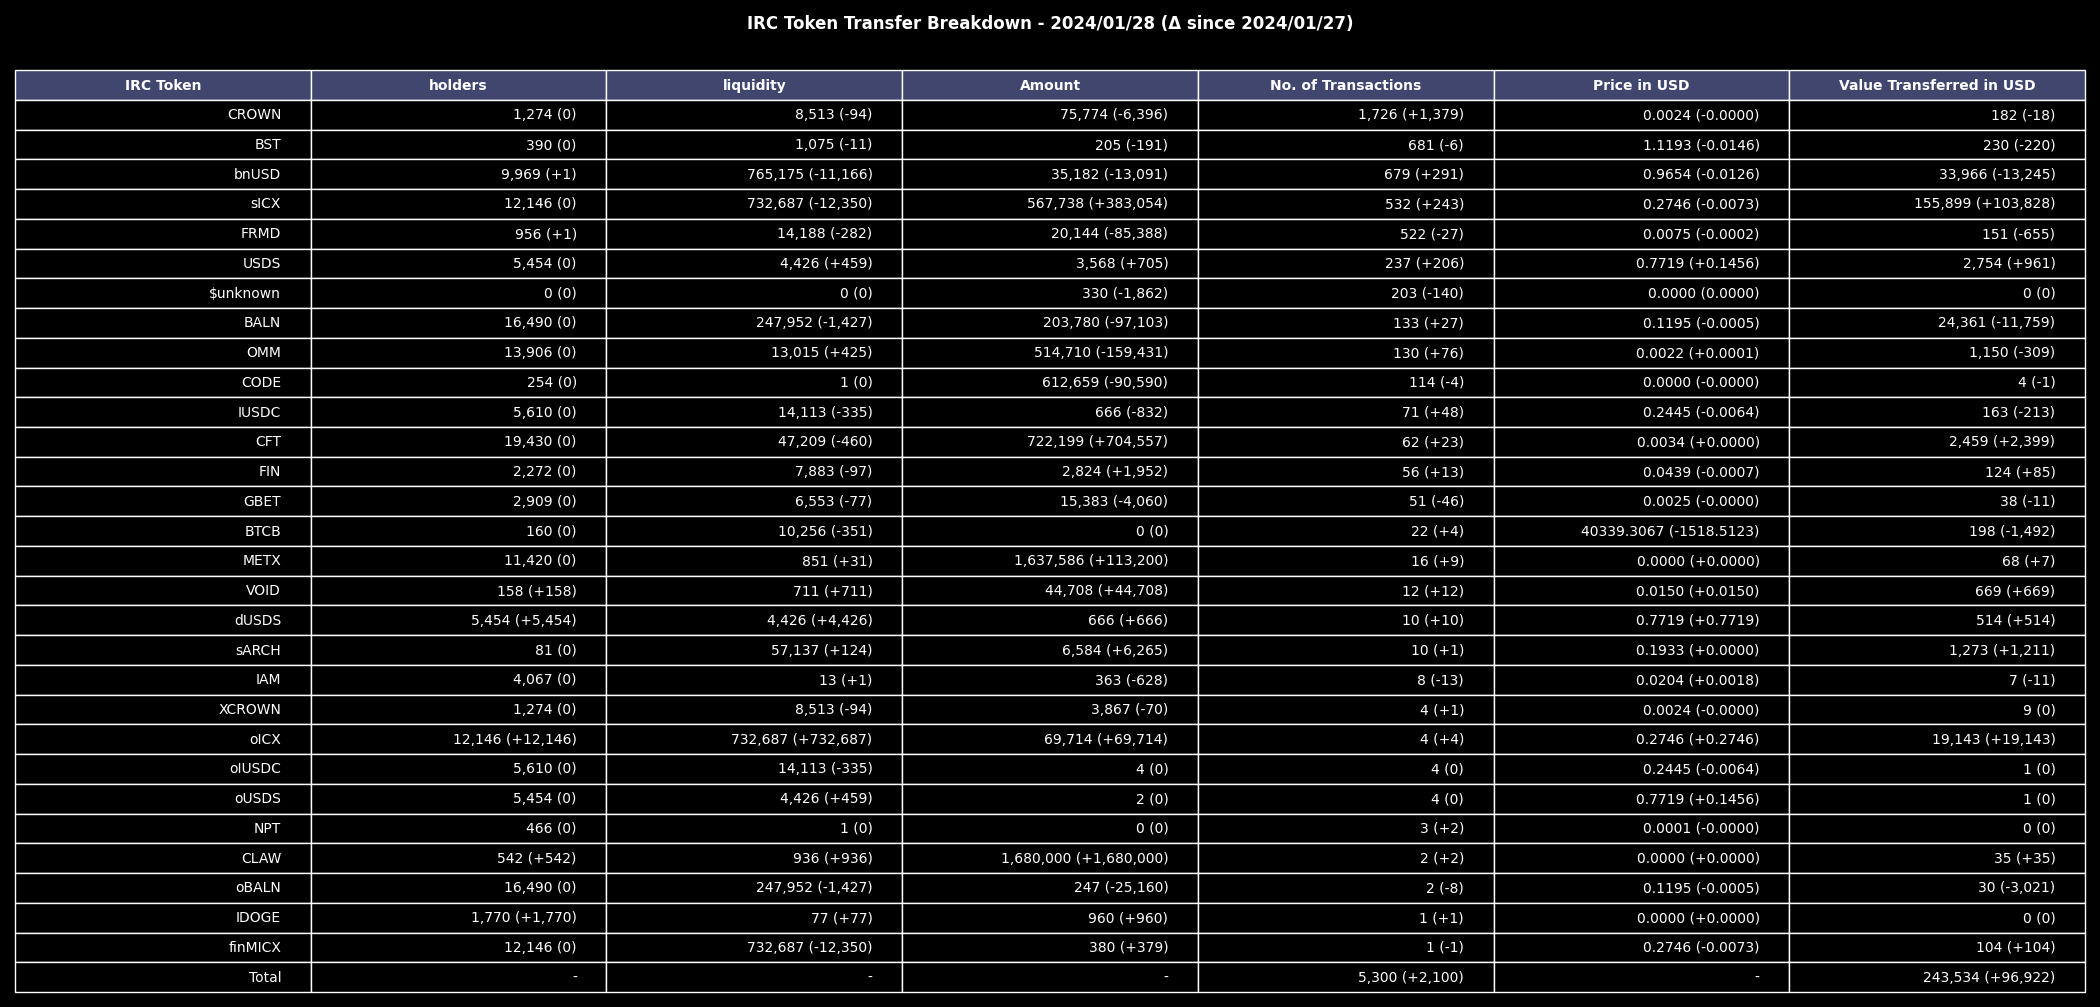 IRC Token Transfer Breakdown - 2024/01/28 (Δ since 2024/01/27)
IRC Token holders liquidity Amount No. of Transactions Price in USD Value Transferred in USD
CROWN 1,274 (0) 8,513 (-94) 75,774 (-6,396) 1,726 (+1,379) 0.0024 (-0.0000) 182 (-18)
BST 390 (0) 1,075 (-11) 205 (-191) 681 (-6) 1.1193 (-0.0146) 230 (-220)
bnUSD 9,969 (+1) 765,175 (-11,166) 35,182 (-13,091) 679 (+291) 0.9654 (-0.0126) 33,966 (-13,245)
sICX 12,146 (0) 732,687 (-12,350) 567,738 (+383,054) 532 (+243) 0.2746 (-0.0073) 155,899 (+103,828)
FRMD 956 (+1) 14,188 (-282) 20,144 (-85,388) 522 (-27) 0.0075 (-0.0002) 151 (-655)
USDS 5,454 (0) 4,426 (+459) 3,568 (+705) 237 (+206) 0.7719 (+0.1456) 2,754 (+961)
$unknown 0 (0) 0 (0) 330 (-1,862) 203 (-140) 0.0000 (0.0000) 0 (0)
BALN 16,490 (0) 247,952 (-1,427) 203,780 (-97,103) 133 (+27) 0.1195 (-0.0005) 24,361 (-11,759)
OMM 13,906 (0) 13,015 (+425) 514,710 (-159,431) 130 (+76) 0.0022 (+0.0001) 1,150 (-309)
CODE 254 (0) 1 (0) 612,659 (-90,590) 114 (-4) 0.0000 (-0.0000) 4 (-1)
IUSDC 5,610 (0) 14,113 (-335) 666 (-832) 71 (+48) 0.2445 (-0.0064) 163 (-213)
CFT 19,430 (0) 47,209 (-460) 722,199 (+704,557) 62 (+23) 0.0034 (+0.0000) 2,459 (+2,399)
FIN 2,272 (0) 7,883 (-97) 2,824 (+1,952) 56 (+13) 0.0439 (-0.0007) 124 (+85)
GBET 2,909 (0) 6,553 (-77) 15,383 (-4,060) 51 (-46) 0.0025 (-0.0000) 38 (-11)
BTCB 160 (0) 10,256 (-351) 0 (0) 22 (+4) 40339.3067 (-1518.5123) 198 (-1,492)
METX 11,420 (0) 851 (+31) 1,637,586 (+113,200) 16 (+9) 0.0000 (+0.0000) 68 (+7)
VOID 158 (+158) 711 (+711) 44,708 (+44,708) 12 (+12) 0.0150 (+0.0150) 669 (+669)
dUSDS 5,454 (+5,454) 4,426 (+4,426) 666 (+666) 10 (+10) 0.7719 (+0.7719) 514 (+514)
sARCH 81 (0) 57,137 (+124) 6,584 (+6,265) 10 (+1) 0.1933 (+0.0000) 1,273 (+1,211)
IAM 4,067 (0) 13 (+1) 363 (-628) 8 (-13) 0.0204 (+0.0018) 7 (-11)
XCROWN 1,274 (0) 8,513 (-94) 3,867 (-70) 4 (+1) 0.0024 (-0.0000) 9 (0)
oICX 12,146 (+12,146) 732,687 (+732,687) 69,714 (+69,714) 4 (+4) 0.2746 (+0.2746) 19,143 (+19,143)
oIUSDC 5,610 (0) 14,113 (-335) 4 (0) 4 (0) 0.2445 (-0.0064) 1 (0)
oUSDS 5,454 (0) 4,426 (+459) 2 (0) 4 (0) 0.7719 (+0.1456) 1 (0)
NPT 466 (0) 1 (0) 0 (0) 3 (+2) 0.0001 (-0.0000) 0 (0)
CLAW 542 (+542) 936 (+936) 1,680,000 (+1,680,000) 2 (+2) 0.0000 (+0.0000) 35 (+35)
oBALN 16,490 (0) 247,952 (-1,427) 247 (-25,160) 2 (-8) 0.1195 (-0.0005) 30 (-3,021)
IDOGE 1,770 (+1,770) 77 (+77) 960 (+960) 1 (+1) 0.0000 (+0.0000) 0 (0)
finMICX 12,146 (0) 732,687 (-12,350) 380 (+379) 1 (-1) 0.2746 (-0.0073) 104 (+104)
Total - - - 5,300 (+2,100) - 243,534 (+96,922)